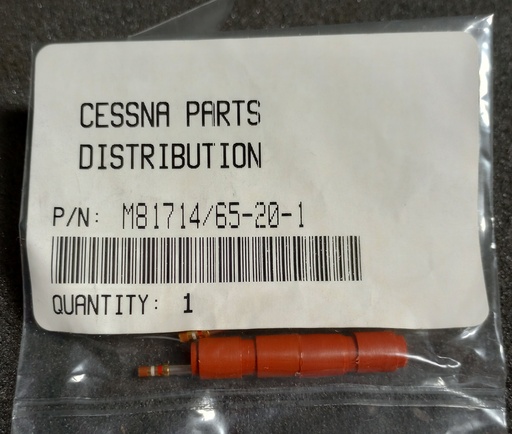 CESSNA PARTS
DISTRIBUTION
P/N: M81714/65-20-1
QUANTITY: 1